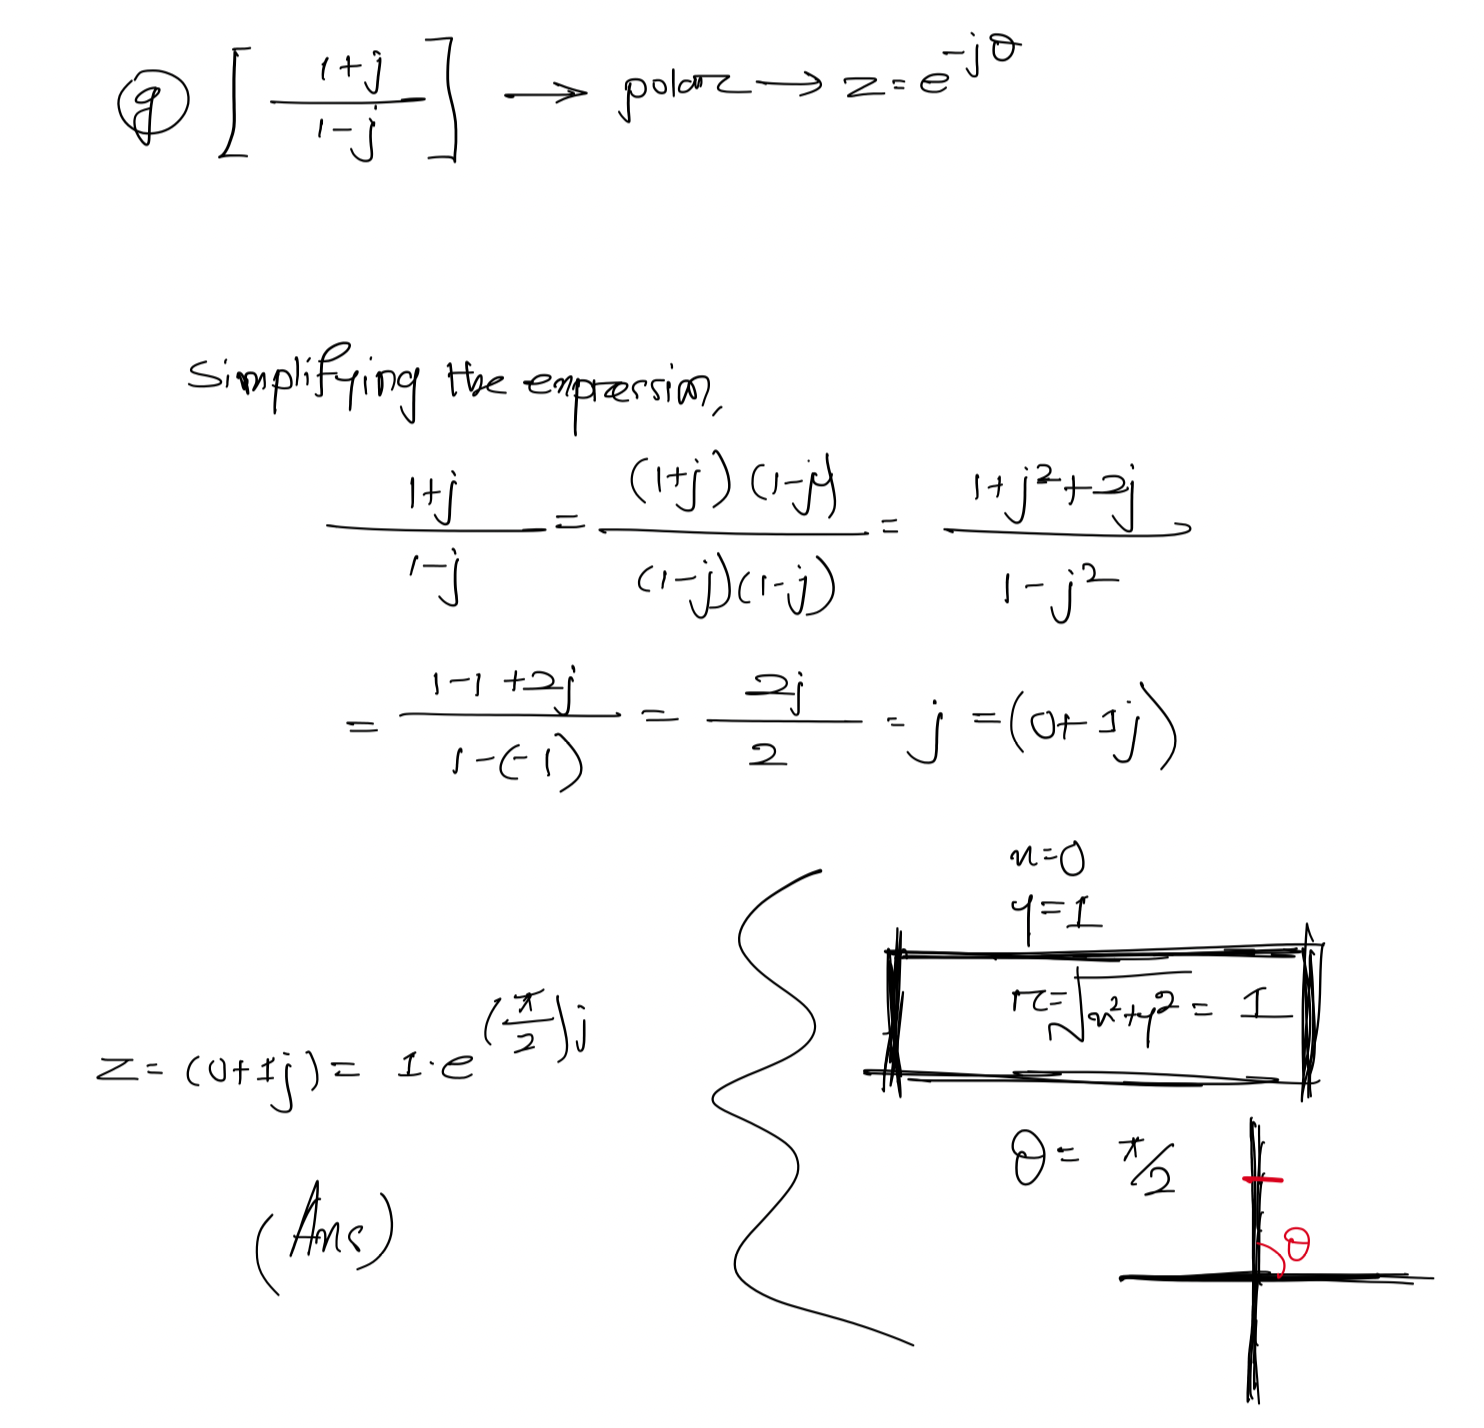 (g) [ (1+j)/(1-j) ] → polar → z = e^{-jθ}
Simplifying the expression,
(1+j)/(1-j) = (1+j)(1-j)/(1-j)(1-j) = (1+j²+2j)/(1-j²)
= (1-1+2j)/(1-(-1)) = 2j/2 = j = (0+1j)
x=0
y=1
r=√(x²+y²) = 1
θ = π/2
z = (0+1j) = 1·e^{(π/2)j}
(Ans)
θ